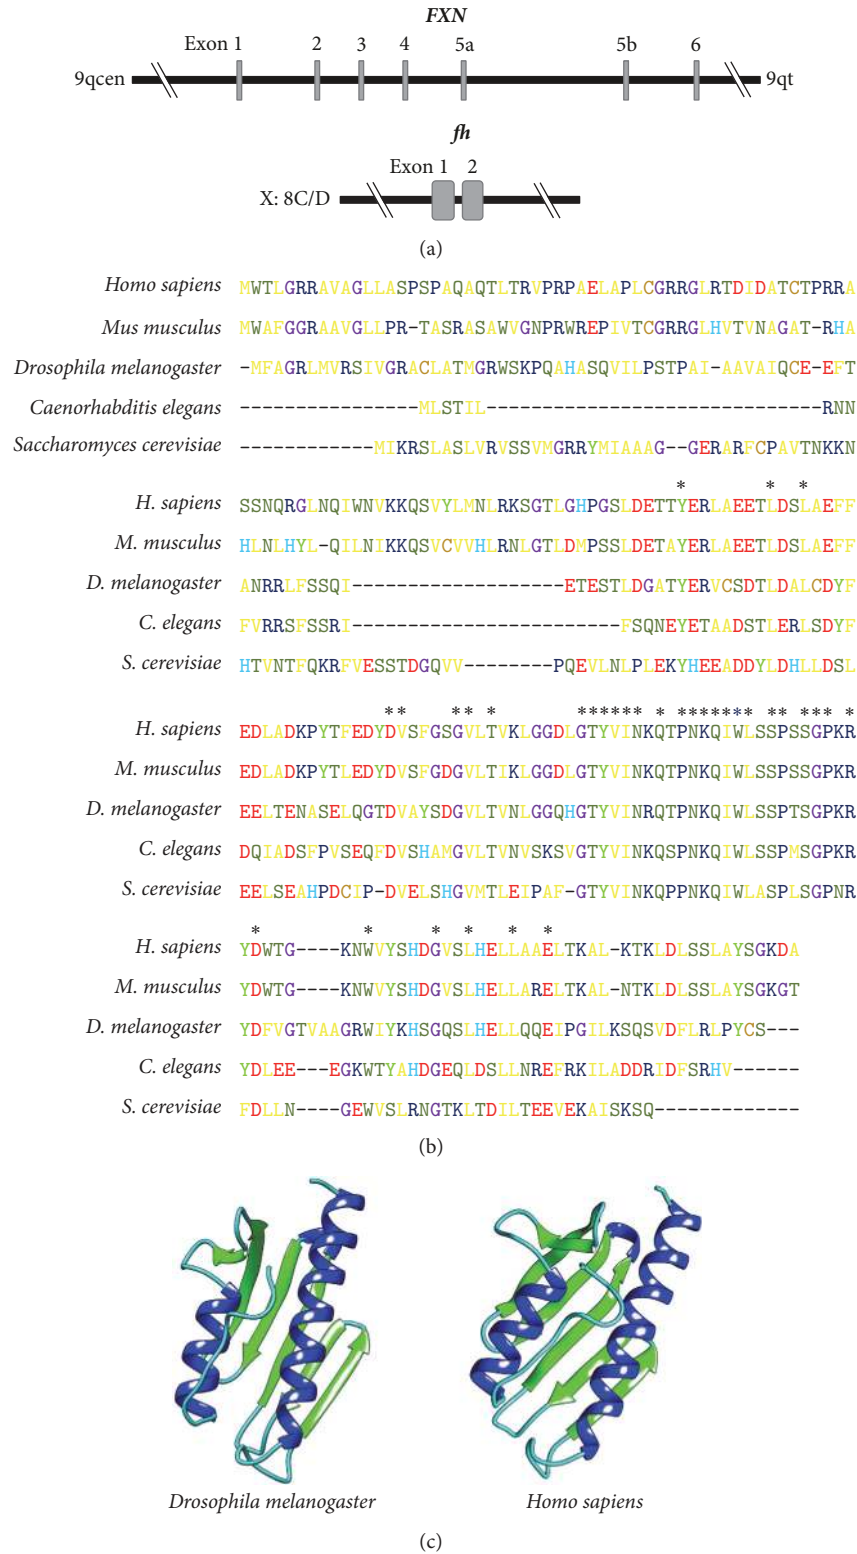 FXN
Exon 1 2 3 4 5a 5b 6
9qcen 9qt
fh
Exon 1 2
X: 8C/D
(a)
Homo sapiens MWTLGRRAVAGLLASPSPAQAQTLTRVPRPAELAPLCGRRGLRTDIDATCTPRRA
Mus musculus MWAFGGRAAVGLLPR-TASRASAWVGNPRWREPIVTCGRRGLHVTVNAGAT-RHA
Drosophila melanogaster -MFAGRLMVRSIVGRACLATMGRWSKPQAHASQVILPSTPAI-AAVAIQCE-EFT
Caenorhabditis elegans ----------------MLSTIL------------------------------RNN
Saccharomyces cerevisiae ------------MIKRSLASLVRVSSVMGRRYMIAAAG--GERARFCPAVTNKKN
* * *
H. sapiens SSNQRGLNQIWNVKKQSVYLMNLRKSGTLGHPGSLDETTYERLAEETLDSLAEFF
M. musculus HLNLHYL-QILNIKKQSVCVVHLRNLGTLDMPSSLDETAYERLAEETLDSLAEFF
D. melanogaster ANRRLFSSQI-------------------ETESTLDGATYERVCSDTLDALCDYF
C. elegans FVRRSFSSRI------------------------FSQNEYETAADSTLERLSDYF
S. cerevisiae HTVNTFQKRFVESSTDGQVV--------PQEVLNLPLEKYHEEADDYLDHLLDSL
** ** * ****** * ******* ** *** *
H. sapiens EDLADKPYTFEDYDVSFGSGVLTVKLGGDLGTYVINKQTPNKQIWLSSPSSGPKR
M. musculus EDLADKPYTLEDYDVSFGDGVLTIKLGGDLGTYVINKQTPNKQIWLSSPSSGPKR
D. melanogaster EELTENASELQGTDVAYSDGVLTVNLGGQHGTYVINRQTPNKQIWLSSPTSGPKR
C. elegans DQIADSFPVSEQFDVSHAMGVLTVNVSKSVGTYVINKQSPNKQIWLSSPMSGPKR
S. cerevisiae EELSEAHPDCIP-DVELSHGVMTLEIPAF-GTYVINKQPPNKQIWLASPLSGPNR
* * * * * *
H. sapiens YDWTG----KNWVYSHDGVSLHELLAAELTKAL-KTKLDLSSLAYSGKDA
M. musculus YDWTG----KNWVYSHDGVSLHELLARELTKAL-NTKLDLSSLAYSGKGT
D. melanogaster YDFVGTVAAGRWIYKHSGQSLHELLQQEIPGILKSQSVDFLRLPYCS---
C. elegans YDLEE---EGKWTYAHDGEQLDSLLNREFRKILADDRIDFSRHV------
S. cerevisiae FDLLN----GEWVSLRNGTKLTDILTEEVEKAISKSQ-------------
(b)
Drosophila melanogaster Homo sapiens
(c)